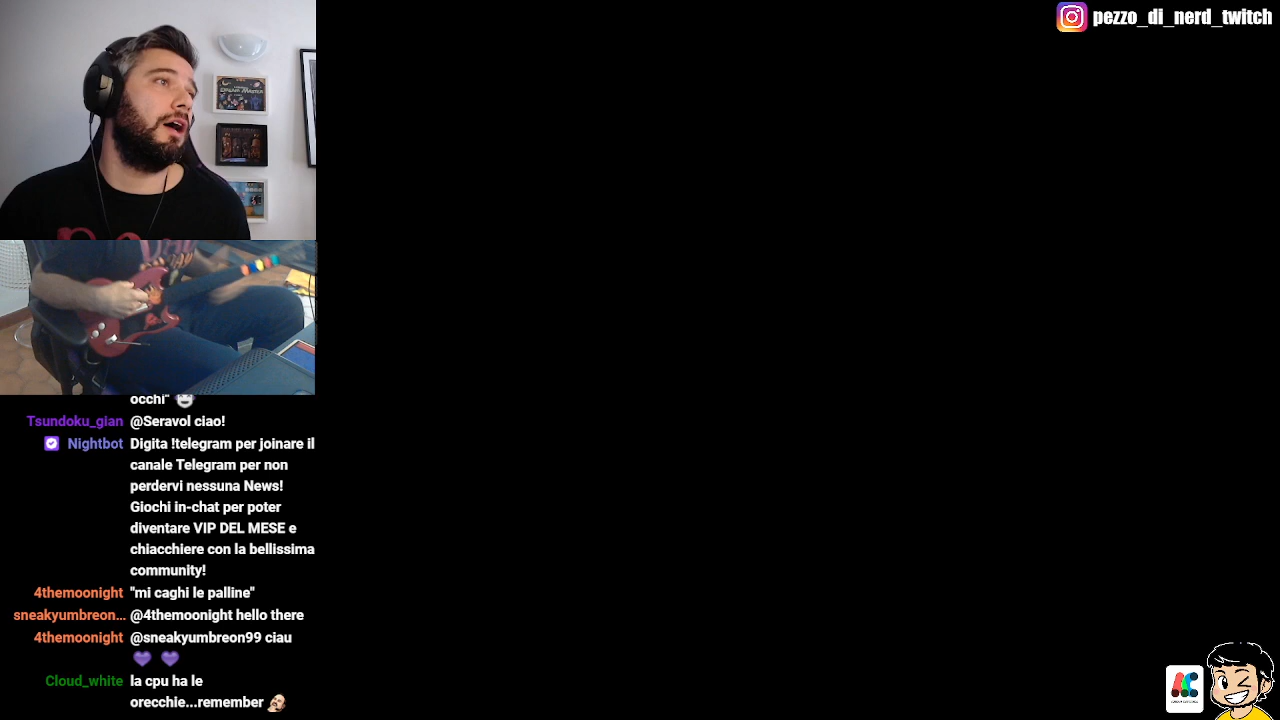 pezzo_di_nerd_twitch
occhi"
Tsundoku_gian @Seravol ciao!
Nightbot Digita !telegram per joinare il
canale Telegram per non
perdervi nessuna News!
Giochi in-chat per poter
diventare VIP DEL MESE e
chiacchiere con la bellissima
community!
4themoonight "mi caghi le palline"
sneakyumbreon... @4themoonight hello there
4themoonight @sneakyumbreon99 ciau
Cloud_white la cpu ha le
orecchie...remember